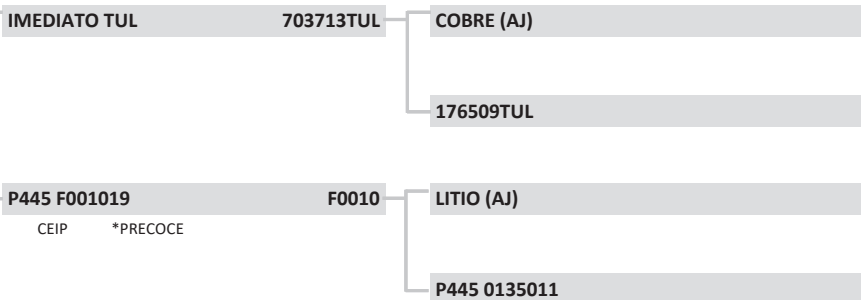 IMEDIATO TUL 703713TUL COBRE (AJ)
176509TUL
P445 F001019 F0010 LITIO (AJ)
CEIP *PRECOCE
P445 0135011